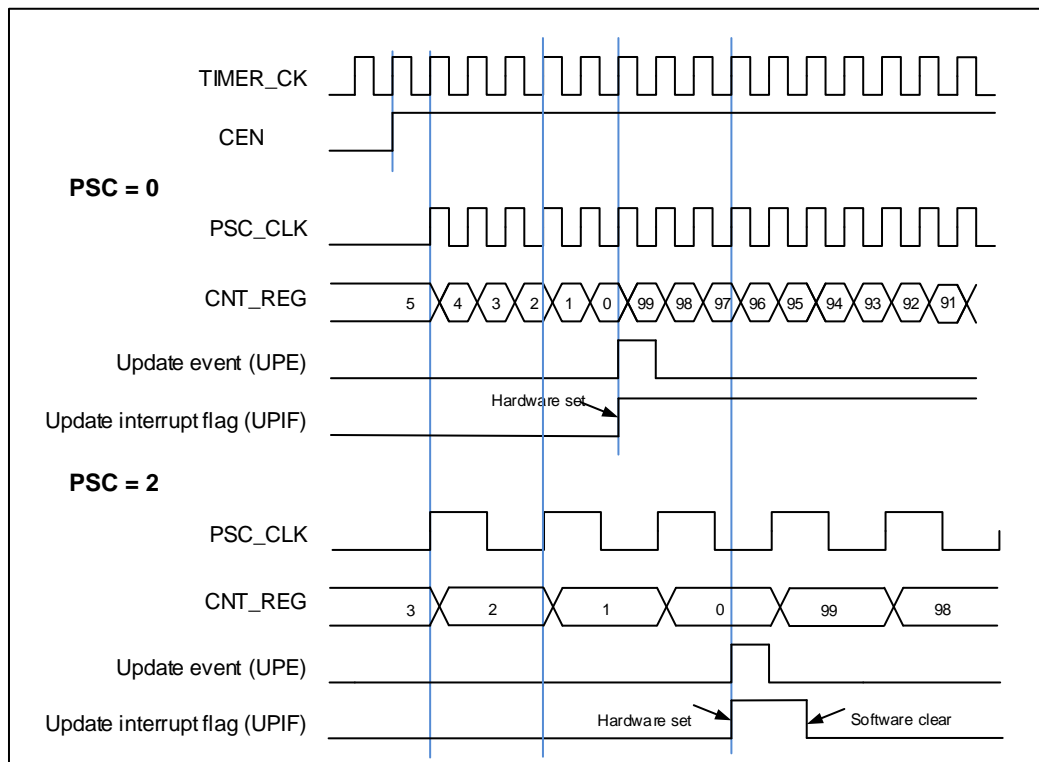 TIMER_CK
CEN
PSC = 0
PSC_CLK
CNT_REG 5 4 3 2 1 0 99 98 97 96 95 94 93 92 91
Update event (UPE)
Hardware set
Update interrupt flag (UPIF)
PSC = 2
PSC_CLK
CNT_REG 3 2 1 0 99 98
Update event (UPE)
Update interrupt flag (UPIF) Hardware set Software clear